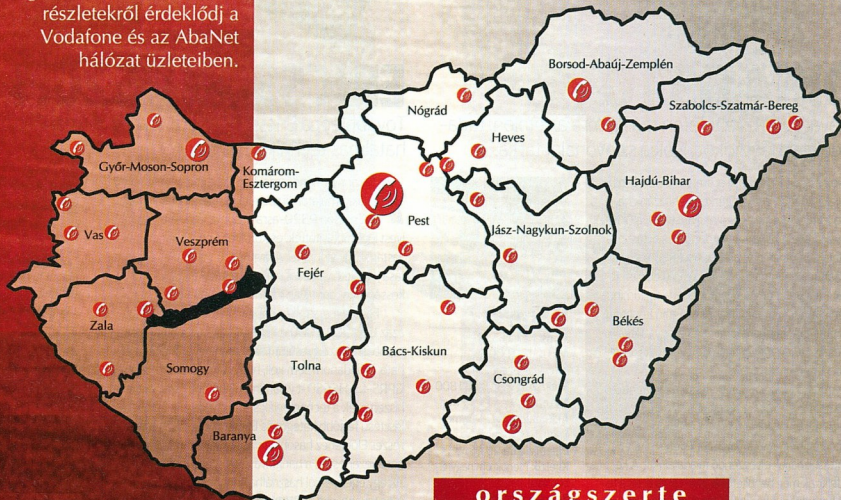 részletekről érdeklődj a
Vodafone és az AbaNet
hálózat üzleteiben.
Borsod-Abaúj-Zemplén
Szabolcs-Szatmár-Bereg
Nógrád
Heves
Győr-Moson-Sopron
Komárom-
Esztergom
Hajdú-Bihar
Pest
Jász-Nagykun-Szolnok
Vas
Veszprém
Fejér
Zala
Békés
Somogy
Tolna
Bács-Kiskun
Csongrád
Baranya
országszerte